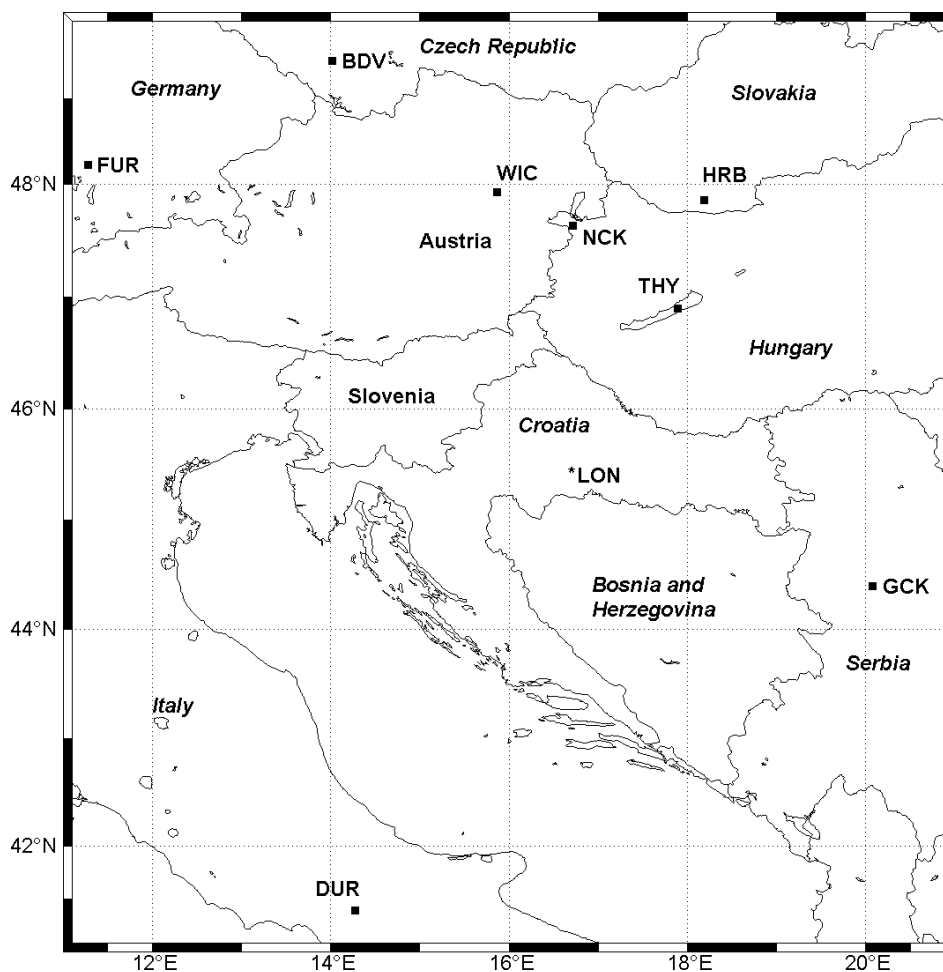 Czech Republic
BDV
Germany
Slovakia
FUR
WIC
HRB
48°N
NCK
Austria
THY
Hungary
Slovenia
46°N
Croatia
*LON
Bosnia and
Herzegovina
GCK
44°N
Serbia
Italy
42°N
DUR
12°E
14°E
16°E
18°E
20°E